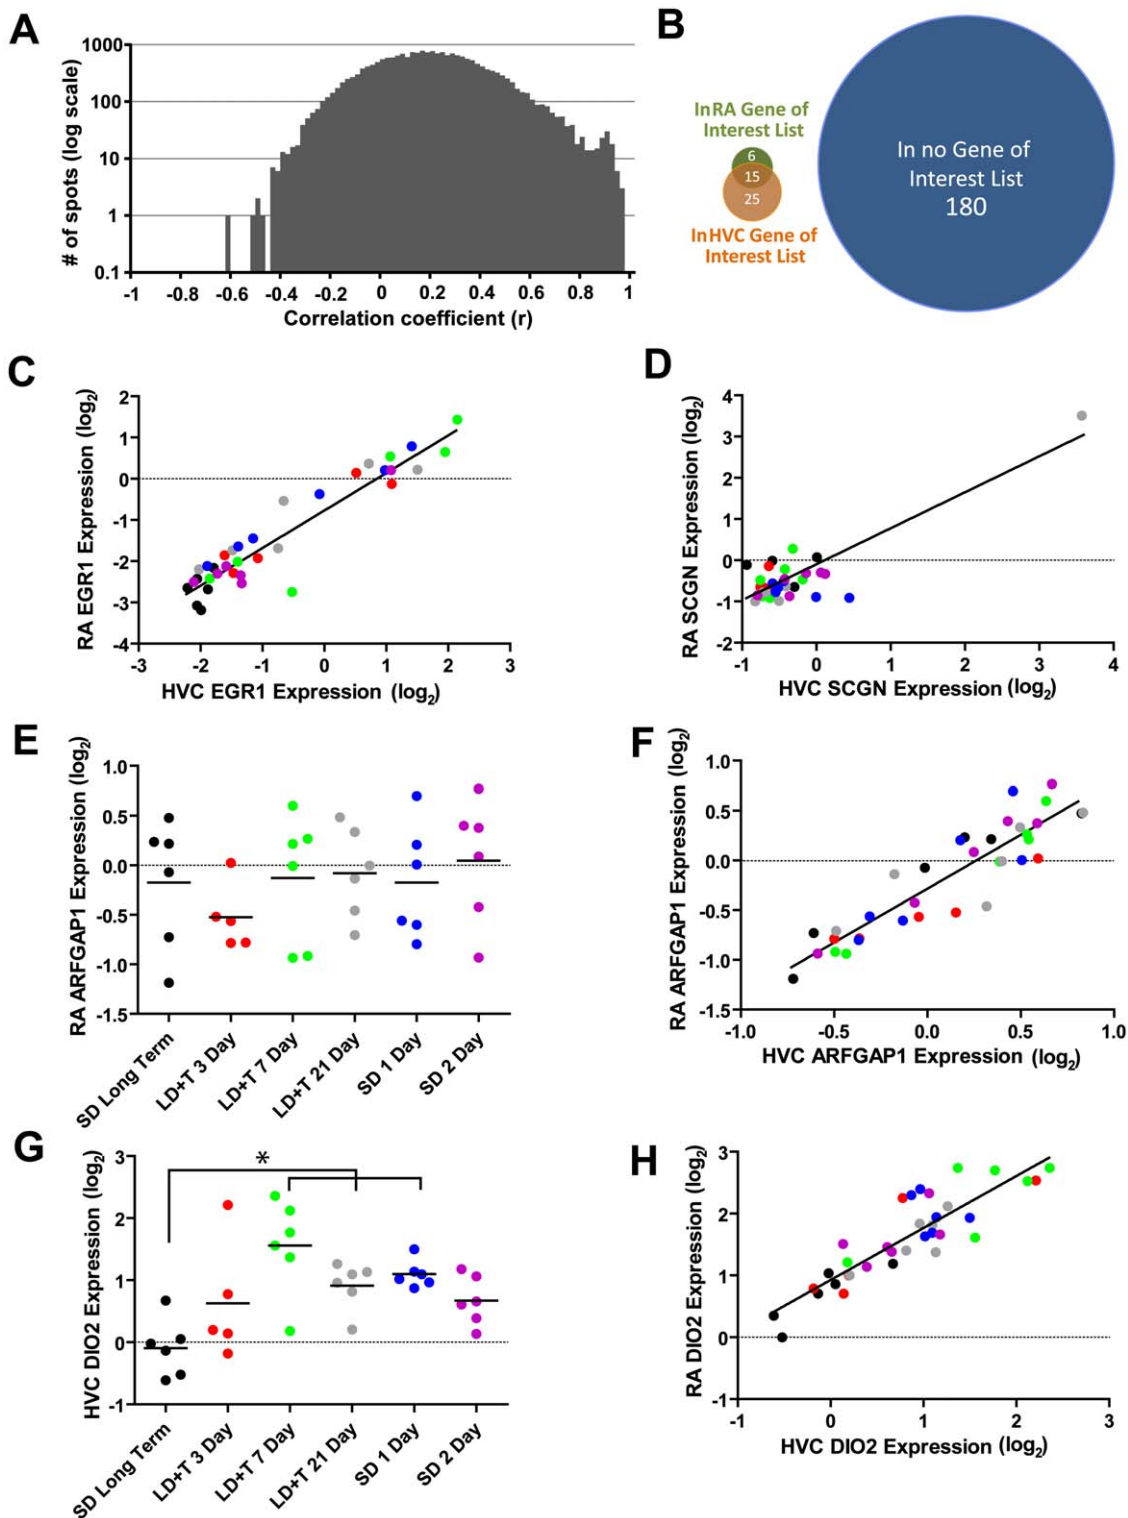 A
# of spots (log scale)
1000
100
10
1
0.1
-1 -0.8 -0.6 -0.4 -0.2 0 0.2 0.4 0.6 0.8 1
Correlation coefficient (r)
B
In RA Gene of
Interest List
6
15
25
In HVC Gene of
Interest List
In no Gene of
Interest List
180
C
RA EGR1 Expression (log2)
2
1
0
-1
-2
-3
-4
-3 -2 -1 0 1 2 3
HVC EGR1 Expression (log2)
D
RA SCGN Expression (log2)
4
3
2
1
0
-1
-2
-1 0 1 2 3 4
HVC SCGN Expression (log2)
E
RA ARFGAP1 Expression (log2)
1.0
0.5
0.0
-0.5
-1.0
-1.5
SD Long Term
LD+T 3 Day
LD+T 7 Day
LD+T 21 Day
SD 1 Day
SD 2 Day
F
RA ARFGAP1 Expression (log2)
1.0
0.5
0.0
-0.5
-1.0
-1.5
-1.0 -0.5 0.0 0.5 1.0
HVC ARFGAP1 Expression (log2)
G
HVC DIO2 Expression (log2)
3
2
1
0
-1
*
SD Long Term
LD+T 3 Day
LD+T 7 Day
LD+T 21 Day
SD 1 Day
SD 2 Day
H
RA DIO2 Expression (log2)
3
2
1
0
-1
-1 0 1 2 3
HVC DIO2 Expression (log2)